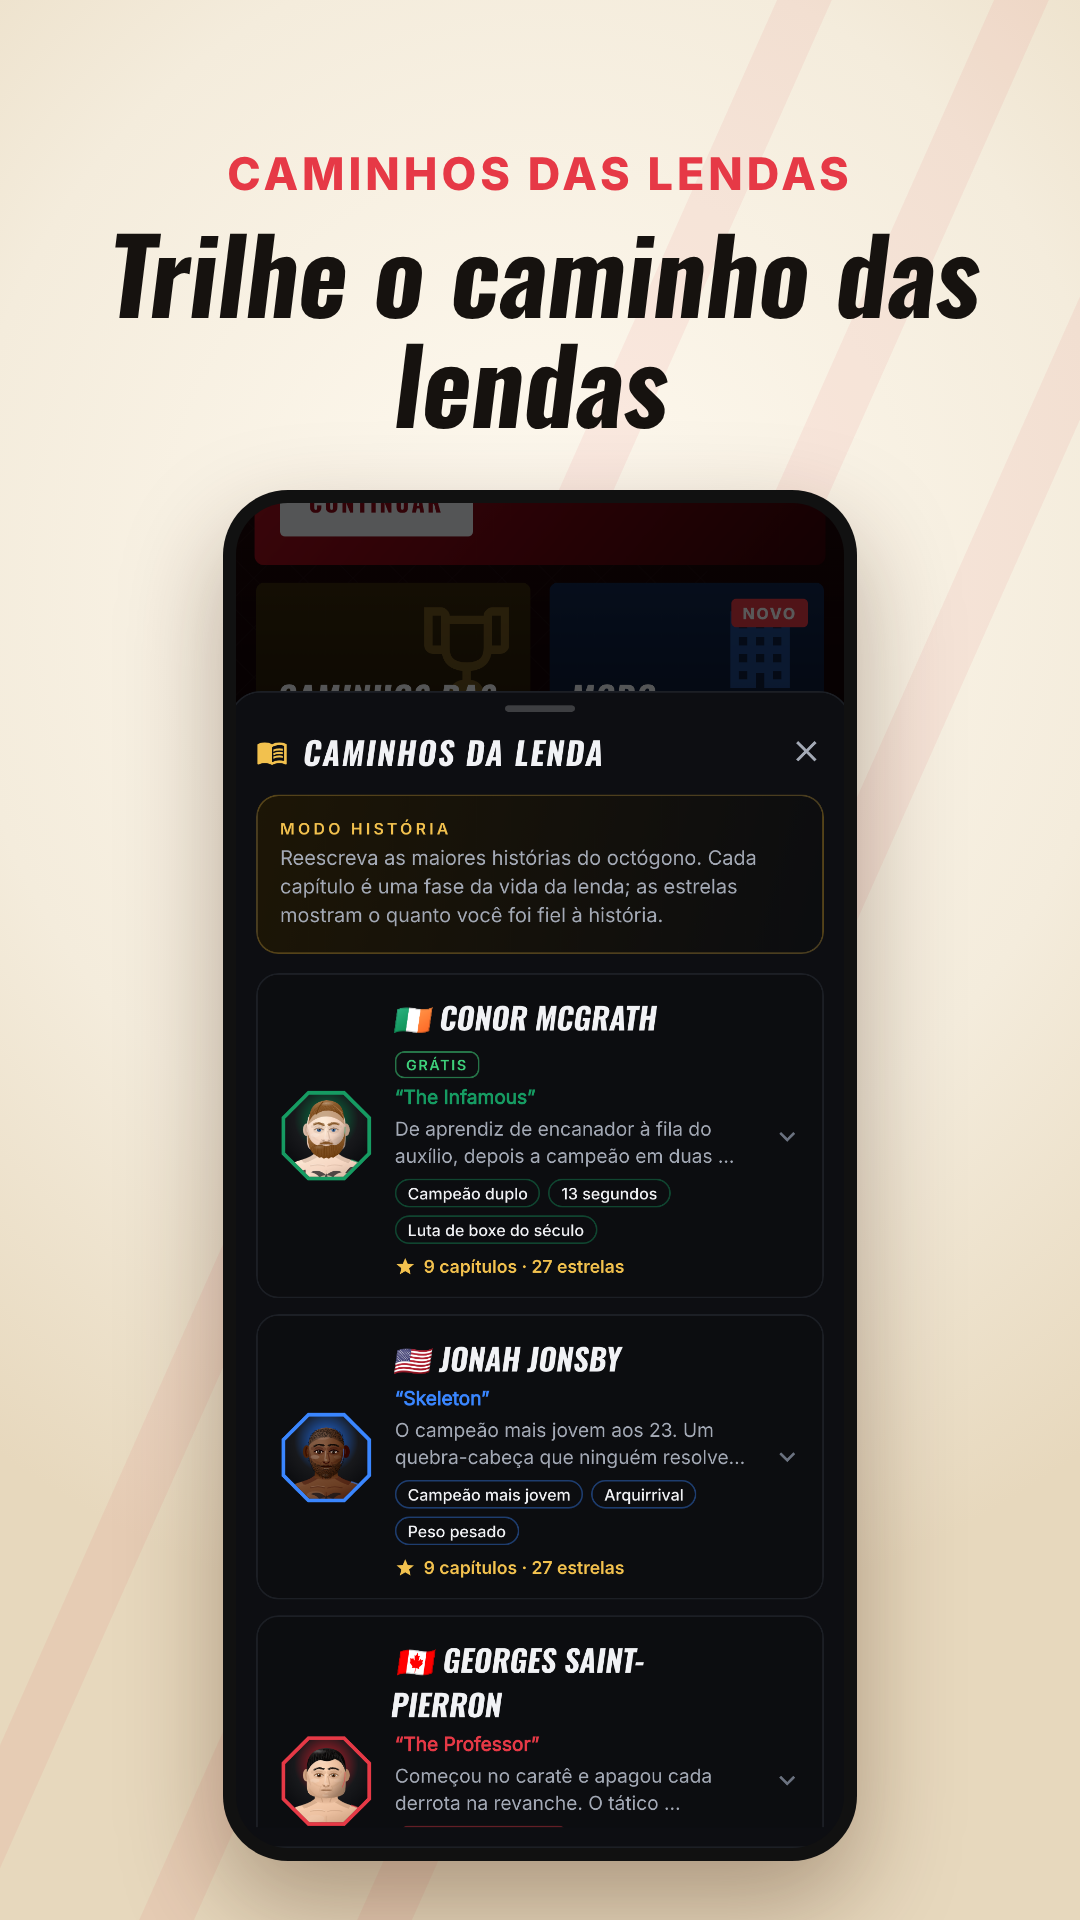 CAMINHOS DAS LENDAS
Trilhe o caminho das
lendas
CONTINUAR
NOVO
CAMINHOS DAS
MODO
CAMINHOS DA LENDA
MODO HISTÓRIA
Reescreva as maiores histórias do octógono. Cada
capítulo é uma fase da vida da lenda; as estrelas
mostram o quanto você foi fiel à história.
CONOR MCGRATH
GRÁTIS
“The Infamous”
De aprendiz de encanador à fila do
auxílio, depois a campeão em duas ...
Campeão duplo
13 segundos
Luta de boxe do século
9 capítulos · 27 estrelas
JONAH JONSBY
“Skeleton”
O campeão mais jovem aos 23. Um
quebra-cabeça que ninguém resolve...
Campeão mais jovem
Arquirrival
Peso pesado
9 capítulos · 27 estrelas
GEORGES SAINT-
PIERRON
“The Professor”
Começou no caratê e apagou cada
derrota na revanche. O tático ...